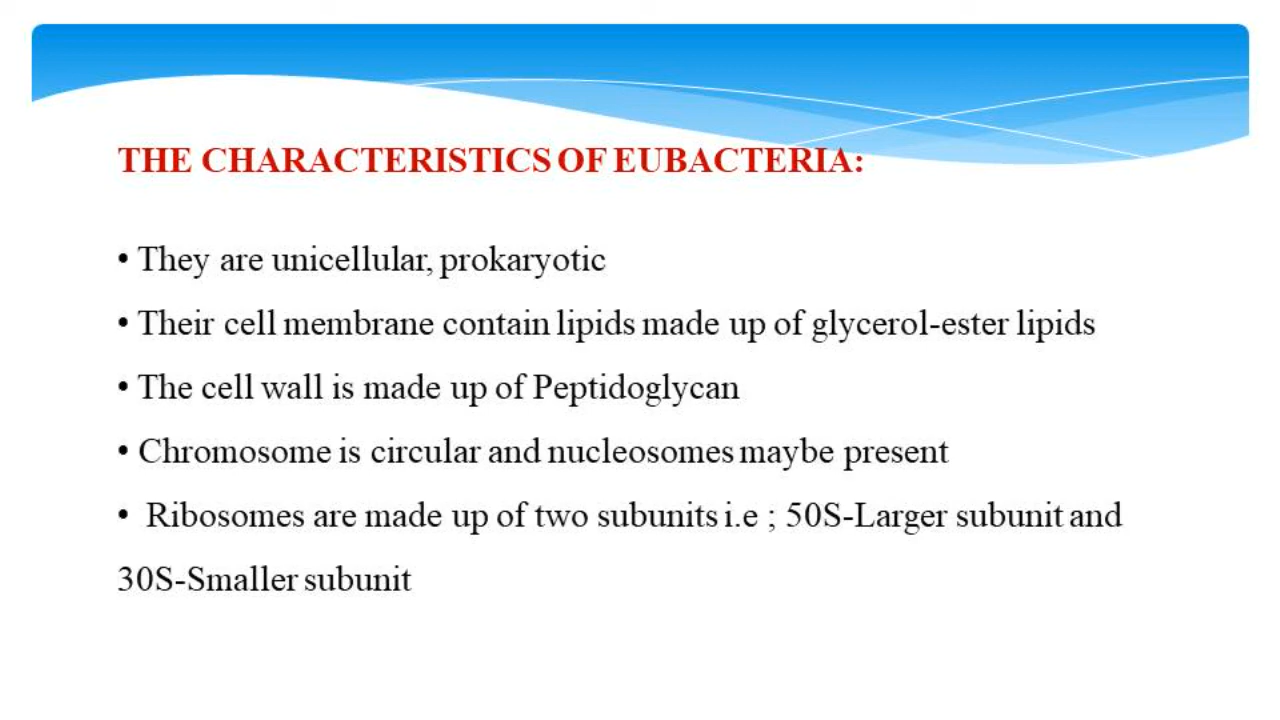 THE CHARACTERISTICS OF EUBACTERIA:
• They are unicellular, prokaryotic
• Their cell membrane contain lipids made up of glycerol-ester lipids
• The cell wall is made up of Peptidoglycan
• Chromosome is circular and nucleosomes maybe present
• Ribosomes are made up of two subunits i.e ; 50S-Larger subunit and
30S-Smaller subunit